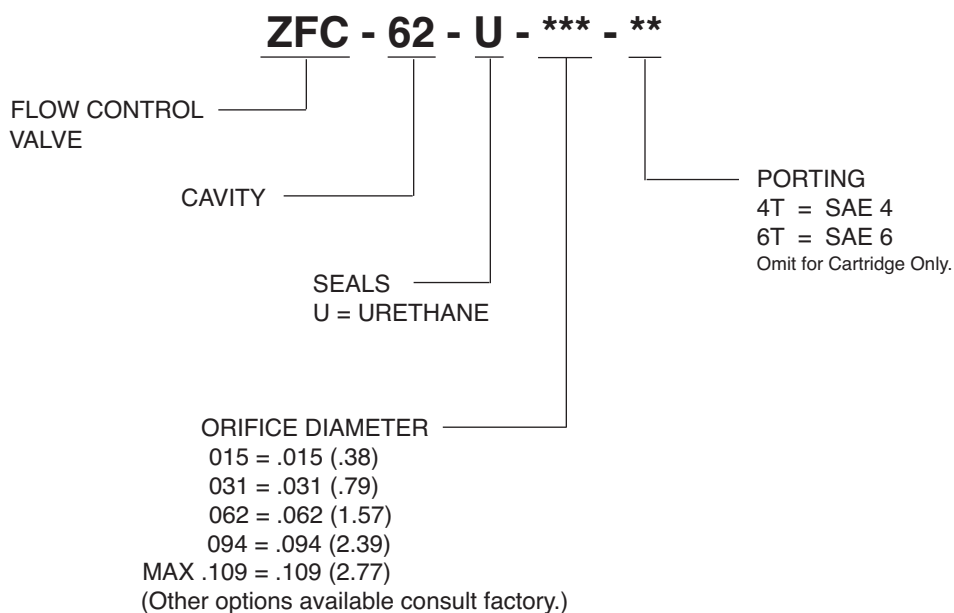 ZFC - 62 - U - *** - **
FLOW CONTROL
VALVE
CAVITY
SEALS
U = URETHANE
ORIFICE DIAMETER
015 = .015 (.38)
031 = .031 (.79)
062 = .062 (1.57)
094 = .094 (2.39)
MAX .109 = .109 (2.77)
(Other options available consult factory.)
PORTING
4T = SAE 4
6T = SAE 6
Omit for Cartridge Only.